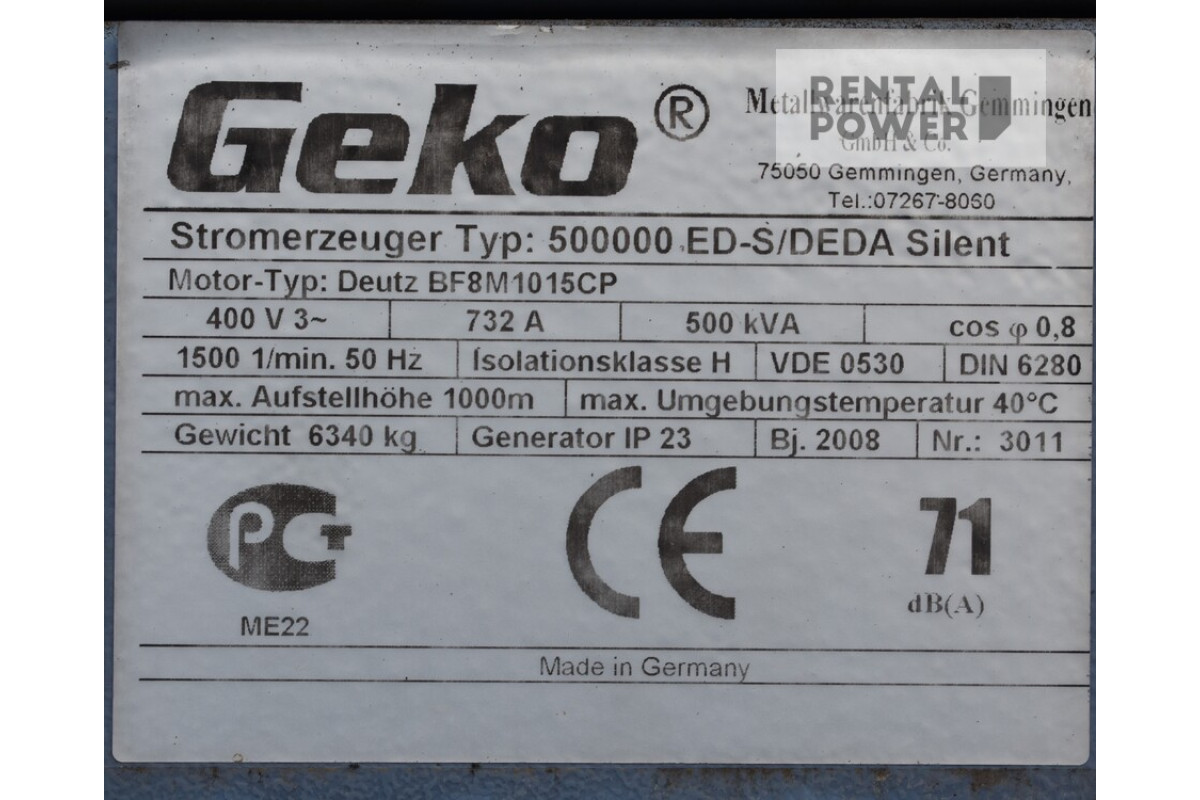 Geko ®
RENTAL
POWER
Metallwarenfabrik Gemmingen
GmbH & Co.
75050 Gemmingen, Germany,
Tel.:07267-8060
Stromerzeuger Typ: 500000 ED-S/DEDA Silent
Motor-Typ: Deutz BF8M1015CP
400 V 3~ 732 A 500 kVA cos φ 0,8
1500 1/min. 50 Hz Isolationsklasse H VDE 0530 DIN 6280
max. Aufstellhöhe 1000m max. Umgebungstemperatur 40°C
Gewicht 6340 kg Generator IP 23 Bj. 2008 Nr.: 3011
РСТ CE 71
dB(A)
ME22
Made in Germany